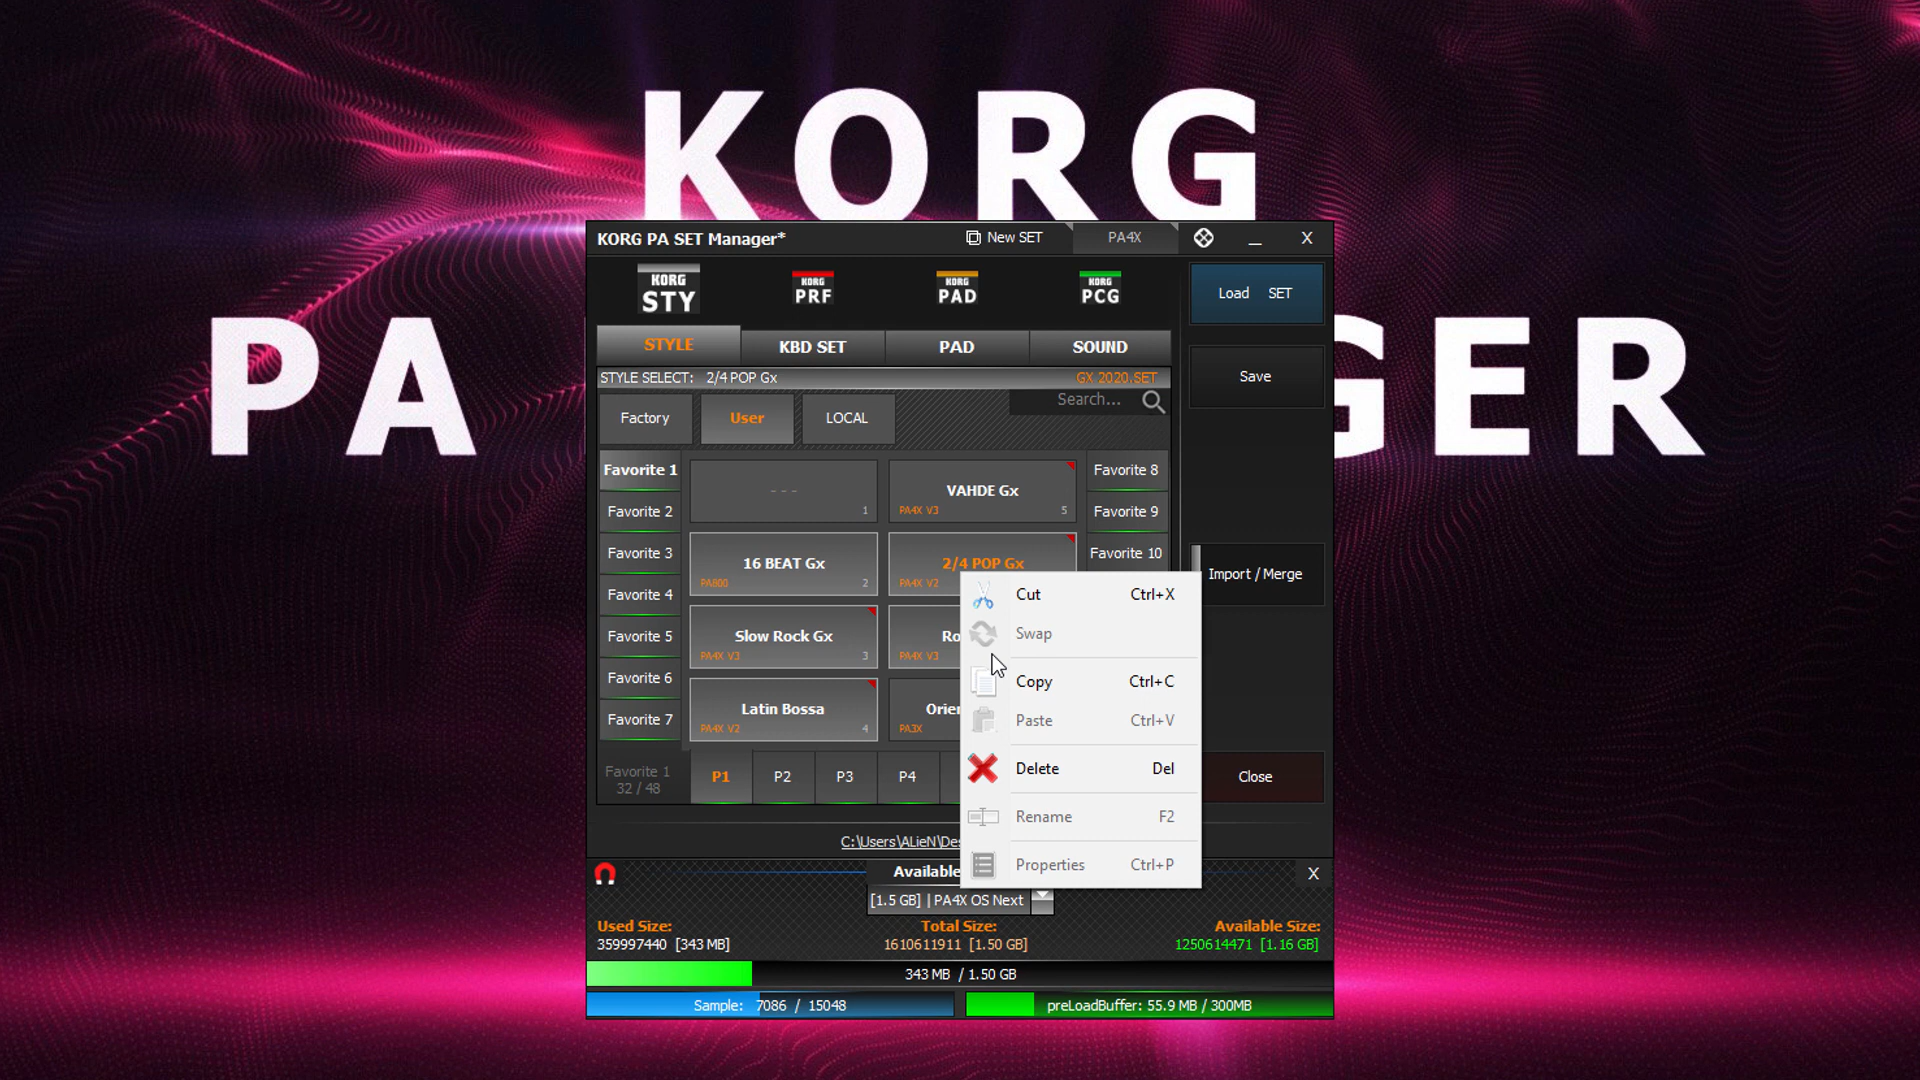 KORG
PA GER
KORG PA SET Manager*
New SET
PA4X
X
KORG
STY
KORG
PRF
KORG
PAD
KORG
PCG
Load SET
STYLE
KBD SET
PAD
SOUND
Save
STYLE SELECT: 2/4 POP Gx
GX 2020.SET
Search...
Factory
User
LOCAL
Favorite 1
Favorite 2
Favorite 3
Favorite 4
Favorite 5
Favorite 6
Favorite 7
- - -
1
VAHDE Gx
PA4X V3
5
16 BEAT Gx
PA800
2
2/4 POP Gx
PA4X V2
Slow Rock Gx
PA4X V3
3
Ro
PA4X V3
Latin Bossa
PA4X V2
4
Orien
PA3X
Favorite 8
Favorite 9
Favorite 10
Import / Merge
Cut Ctrl+X
Swap
Copy Ctrl+C
Paste Ctrl+V
Delete Del
Rename F2
Properties Ctrl+P
Favorite 1
32 / 48
P1
P2
P3
P4
Close
C:\Users\ALieN\Des
Available
X
[1.5 GB] | PA4X OS Next
Used Size:
359997440 [343 MB]
Total Size:
1610611911 [1.50 GB]
Available Size:
1250614471 [1.16 GB]
343 MB / 1.50 GB
Sample: 7086 / 15048
preLoadBuffer: 55.9 MB / 300MB